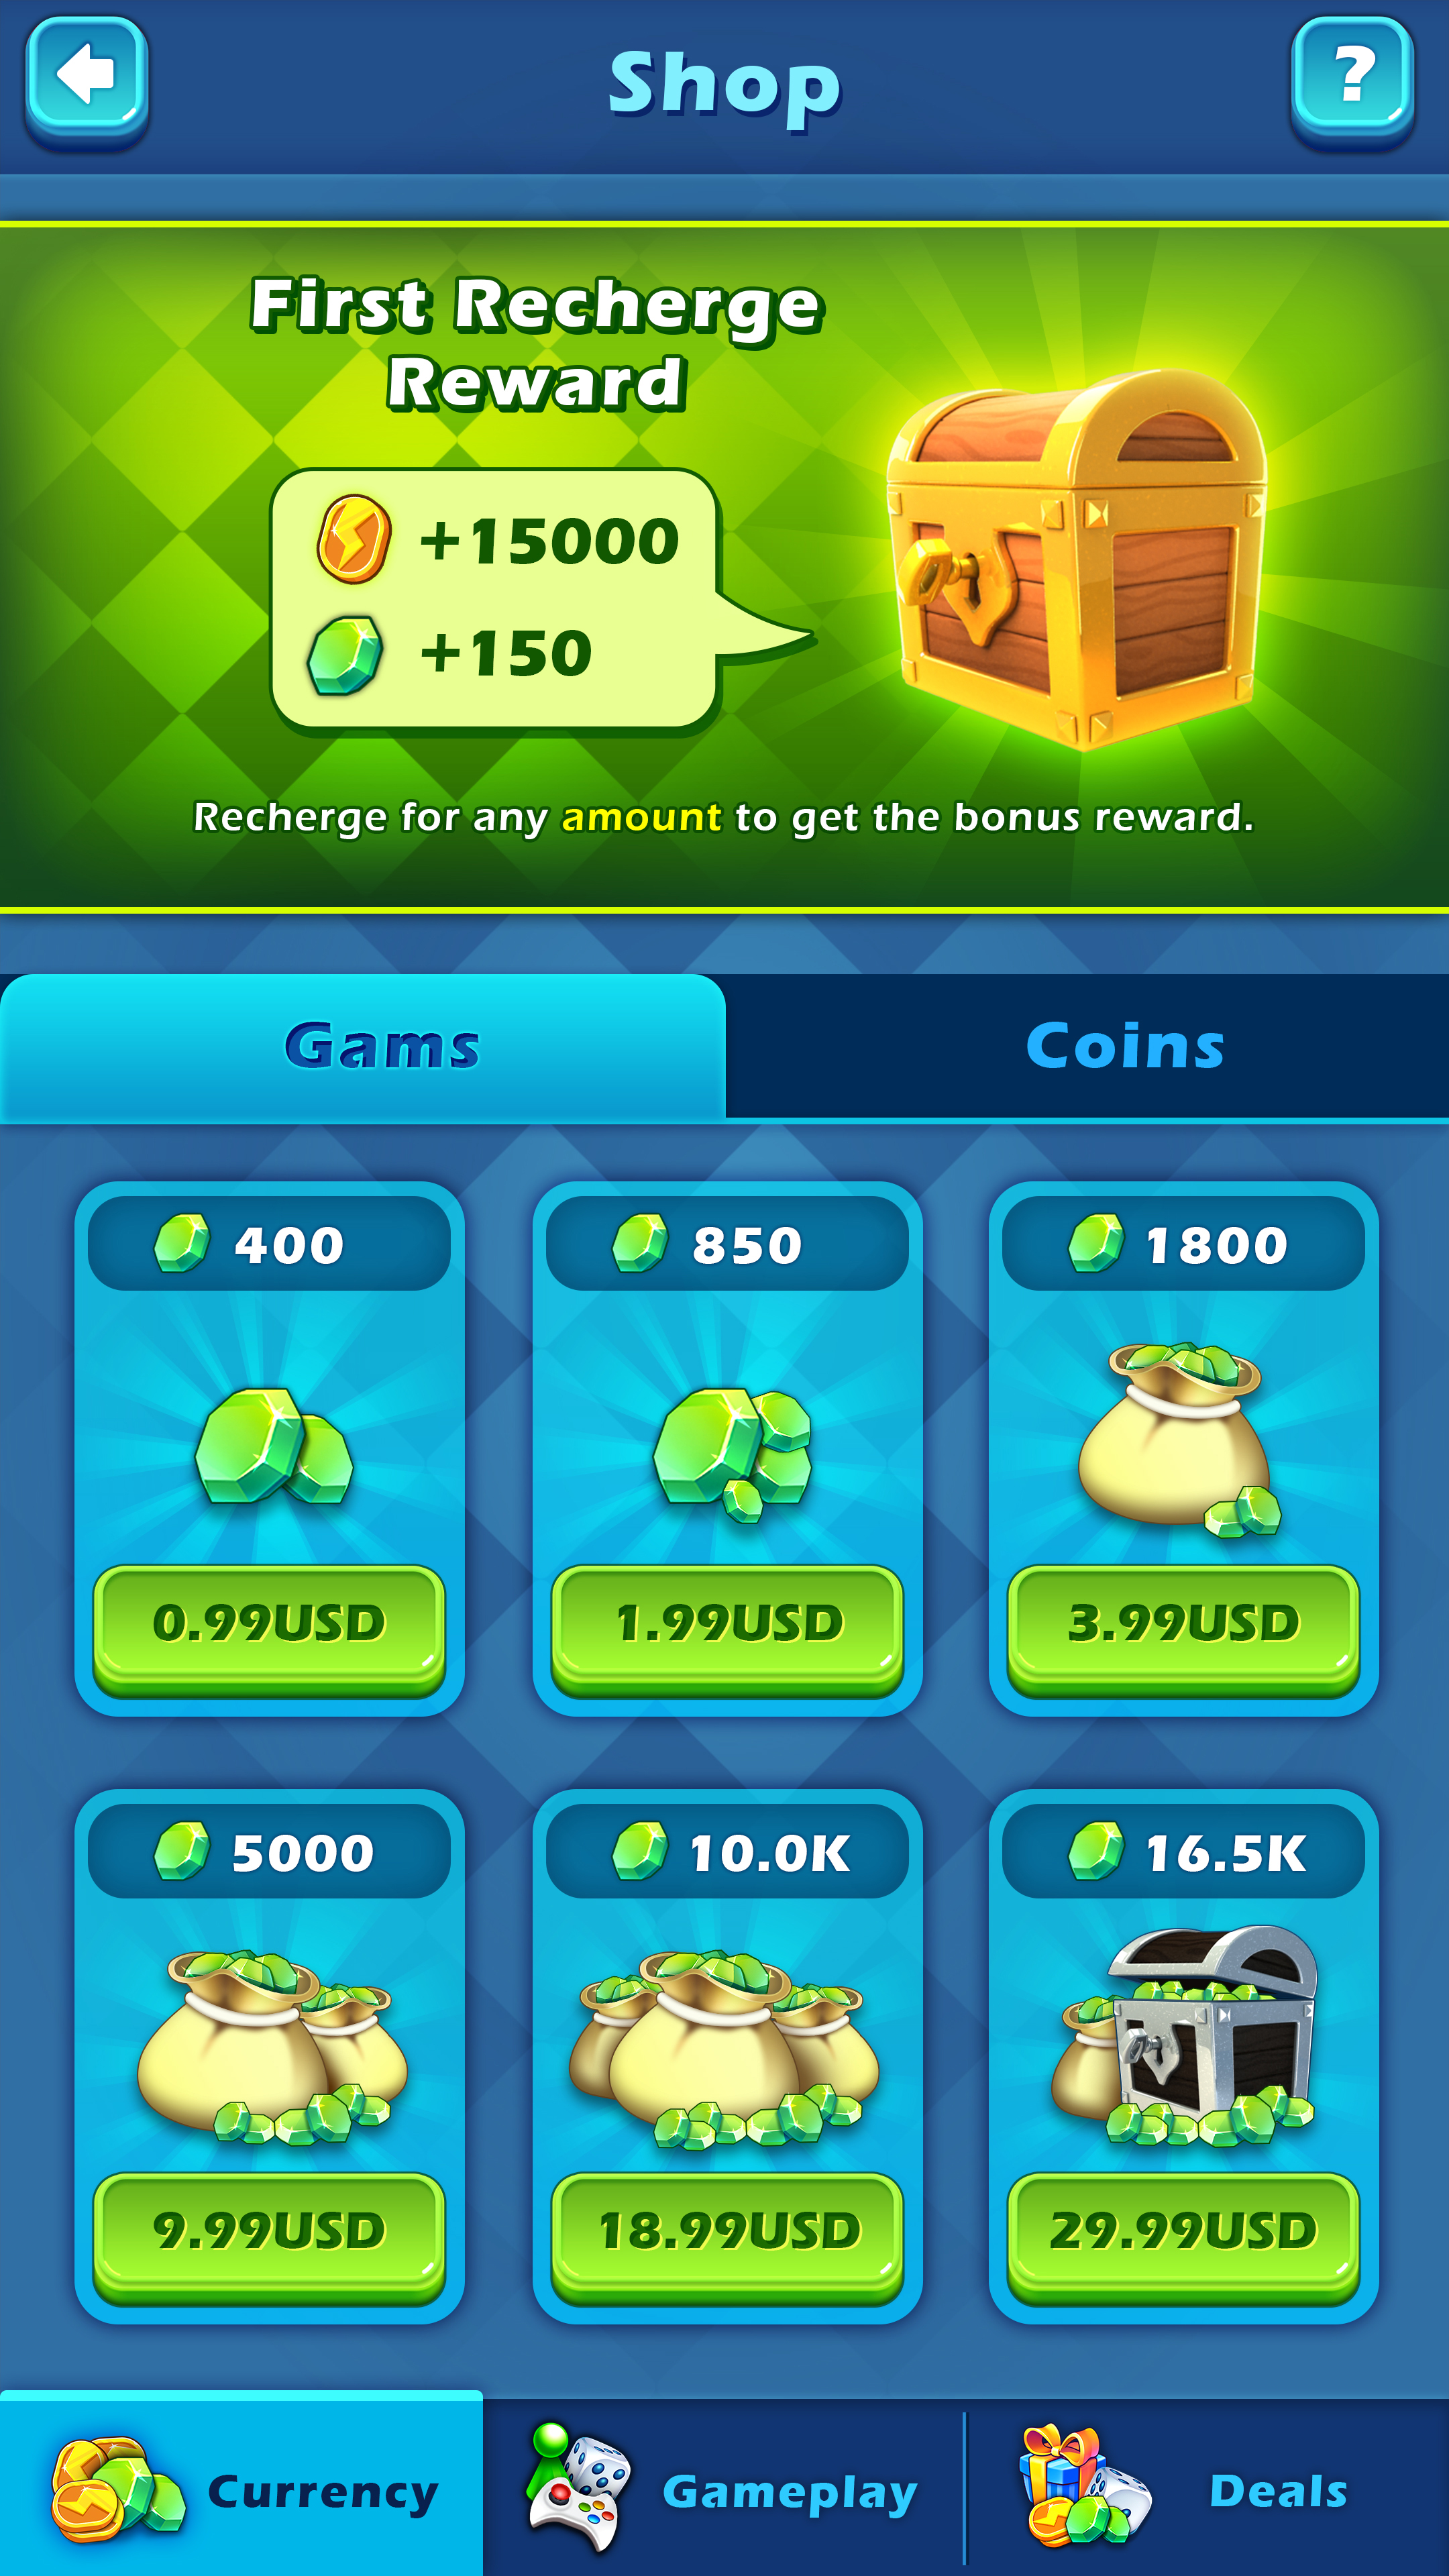 Shop
?
First Recherge
Reward
+15000
+150
Recherge for any amount to get the bonus reward.
Gams
Coins
400
850
1800
0.99USD
1.99USD
3.99USD
5000
10.0K
16.5K
9.99USD
18.99USD
29.99USD
Currency
Gameplay
Deals